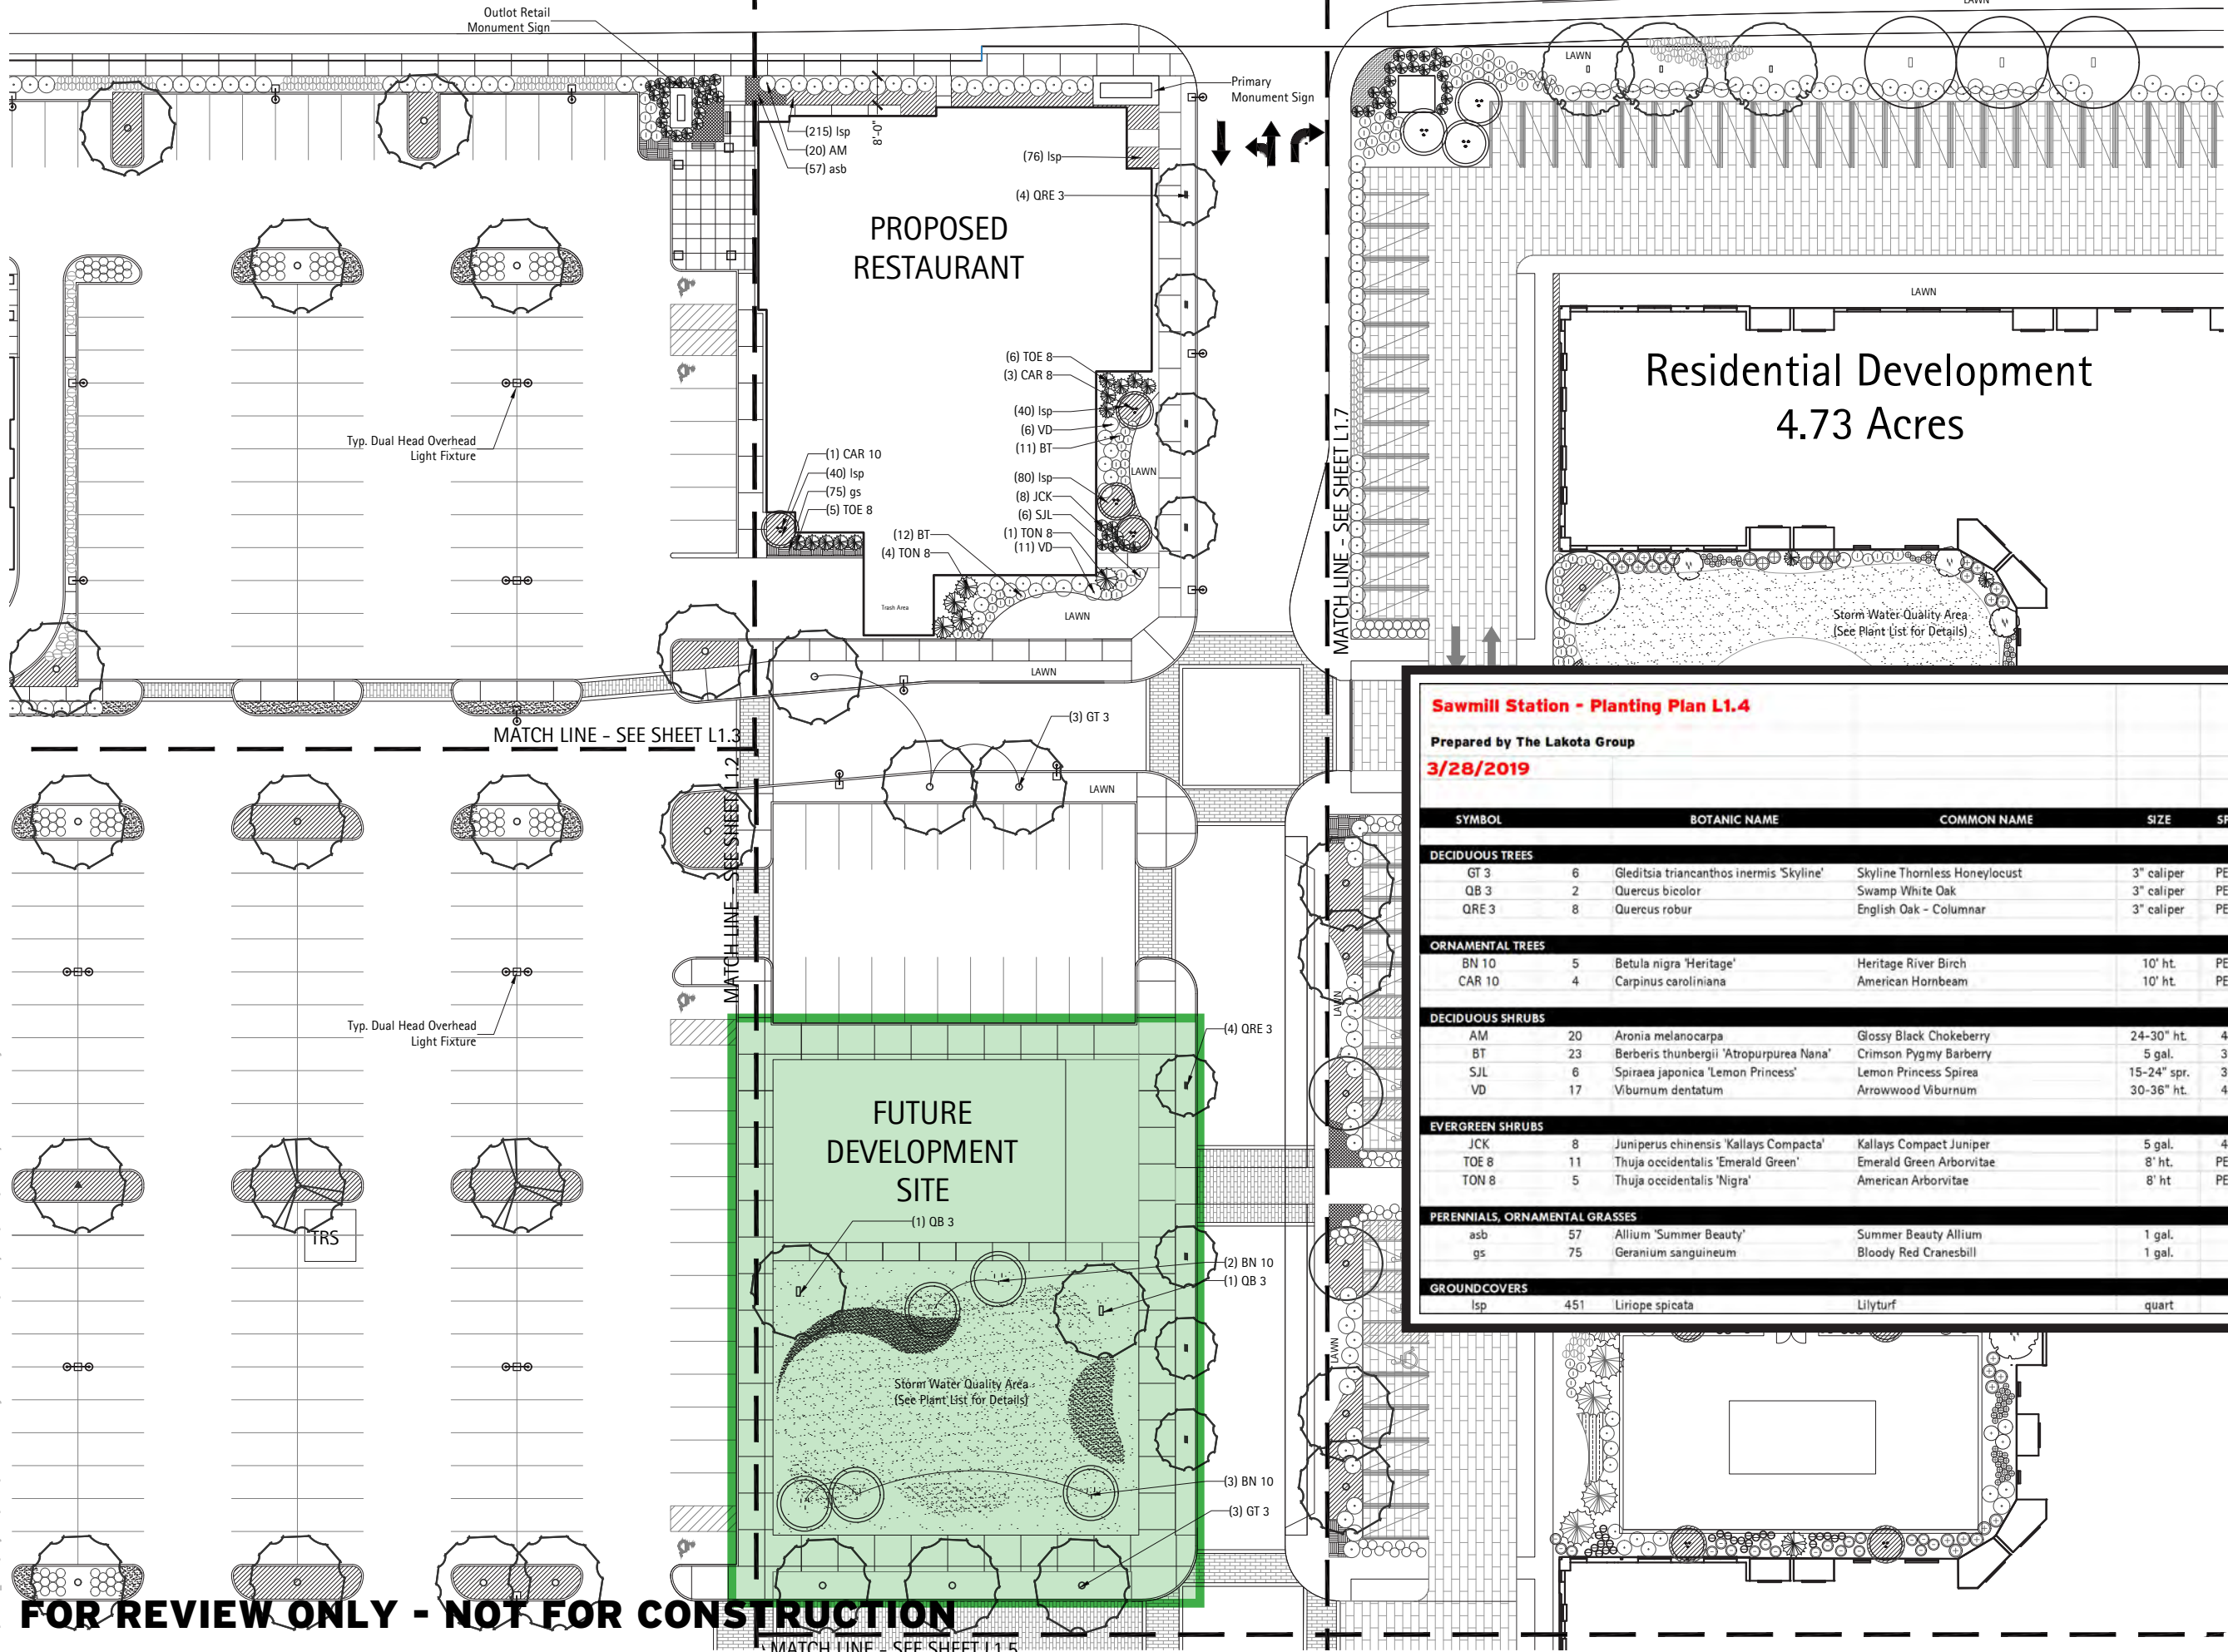 Outlot Retail
Monument Sign
LAWN
LAWN
Primary
Monument Sign
(215) lsp
(20) AM
(57) asb
8'-0"
(76) lsp
(4) QRE 3
PROPOSED
RESTAURANT
LAWN
Residential Development
4.73 Acres
(6) TOE 8
(3) CAR 8
(40) lsp
(6) VD
(11) BT
LAWN
(80) lsp
(8) JCK
(6) SJL
(1) TON 8
(11) VD
Typ. Dual Head Overhead
Light Fixture
(1) CAR 10
(40) lsp
(75) gs
(5) TOE 8
(12) BT
(4) TON 8
Trash Area
LAWN
MATCH LINE - SEE SHEET L1.7
Storm Water Quality Area
(See Plant List for Details)
LAWN
MATCH LINE - SEE SHEET L1.3
(3) GT 3
LAWN
MATCH LINE - SEE SHEET L1.2
Typ. Dual Head Overhead
Light Fixture
LAWN
(4) QRE 3
FUTURE
DEVELOPMENT
SITE
(1) QB 3
TRS
(2) BN 10
(1) QB 3
LAWN
Storm Water Quality Area
(See Plant List for Details)
(3) BN 10
(3) GT 3
FOR REVIEW ONLY - NOT FOR CONSTRUCTION
MATCH LINE - SEE SHEET L1.5
Sawmill Station - Planting Plan L1.4
Prepared by The Lakota Group
3/28/2019
SYMBOL BOTANIC NAME COMMON NAME SIZE SP
DECIDUOUS TREES
GT 3 6 Gleditsia triancanthos inermis 'Skyline' Skyline Thornless Honeylocust 3" caliper PE
QB 3 2 Quercus bicolor Swamp White Oak 3" caliper PE
QRE 3 8 Quercus robur English Oak - Columnar 3" caliper PE
ORNAMENTAL TREES
BN 10 5 Betula nigra 'Heritage' Heritage River Birch 10' ht. PE
CAR 10 4 Carpinus caroliniana American Hornbeam 10' ht. PE
DECIDUOUS SHRUBS
AM 20 Aronia melanocarpa Glossy Black Chokeberry 24-30" ht. 4
BT 23 Berberis thunbergii 'Atropurpurea Nana' Crimson Pygmy Barberry 5 gal. 3
SJL 6 Spiraea japonica 'Lemon Princess' Lemon Princess Spirea 15-24" spr. 3
VD 17 Viburnum dentatum Arrowwood Viburnum 30-36" ht. 4
EVERGREEN SHRUBS
JCK 8 Juniperus chinensis 'Kallays Compacta' Kallays Compact Juniper 5 gal. 4
TOE 8 11 Thuja occidentalis 'Emerald Green' Emerald Green Arborvitae 8' ht. PE
TON 8 5 Thuja occidentalis 'Nigra' American Arborvitae 8' ht PE
PERENNIALS, ORNAMENTAL GRASSES
asb 57 Allium 'Summer Beauty' Summer Beauty Allium 1 gal.
gs 75 Geranium sanguineum Bloody Red Cranesbill 1 gal.
GROUNDCOVERS
lsp 451 Liriope spicata Lilyturf quart